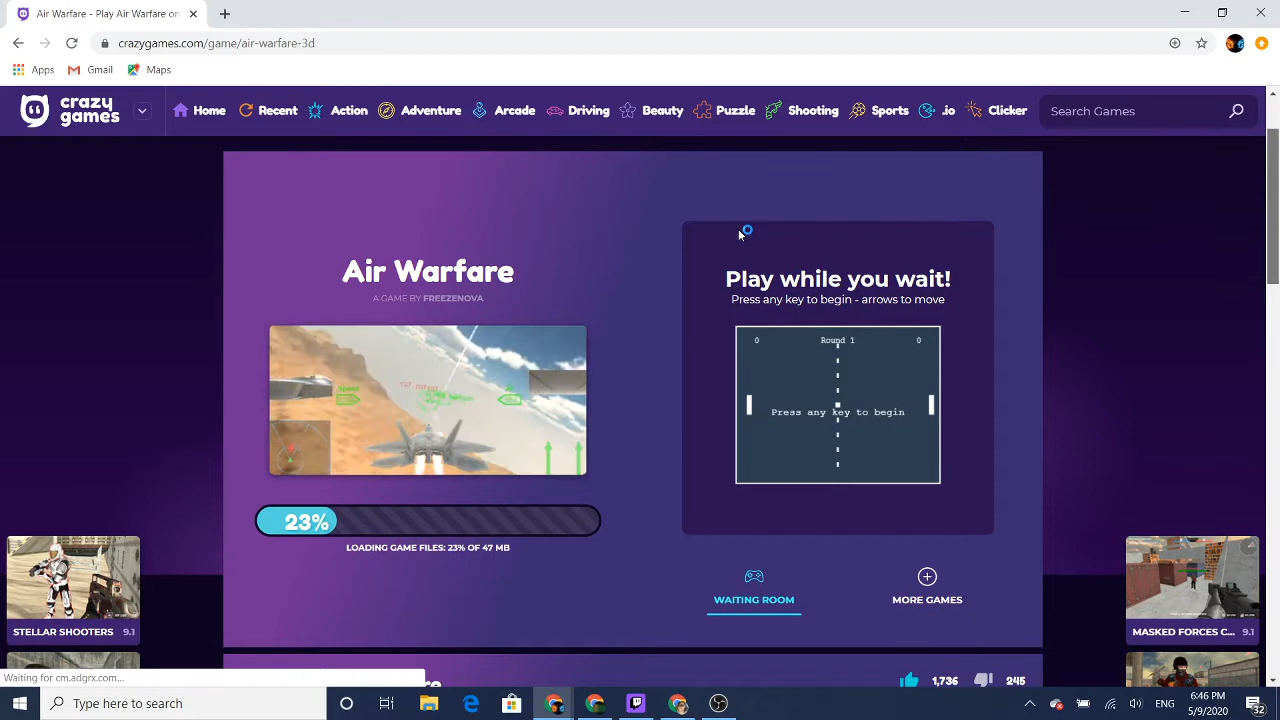 Air Warfare - Play Air Warfare on
crazygames.com/game/air-warfare-3d
Apps Gmail Maps
crazy games
Home Recent Action Adventure Arcade Driving Beauty Puzzle Shooting Sports .io Clicker Search Games
Air Warfare
A GAME BY FREEZENOVA
Speed
23%
LOADING GAME FILES: 23% OF 47 MB
Play while you wait!
Press any key to begin - arrows to move
0 Round 1 0
Press any key to begin
WAITING ROOM
MORE GAMES
STELLAR SHOOTERS 9.1
MASKED FORCES C... 9.1
Waiting for cm.adgrx.com...
1,736 245
Type here to search
ENG
6:46 PM
5/9/2020
32